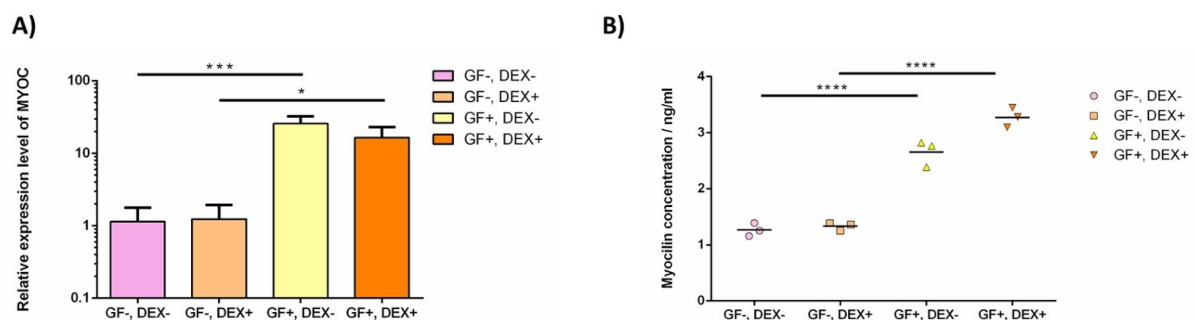 A)
Relative expression level of MYOC
100
10
1
0.1
***
*
GF-, DEX-
GF-, DEX+
GF+, DEX-
GF+, DEX+
GF-, DEX-
GF-, DEX+
GF+, DEX-
GF+, DEX+
B)
Myocilin concentration / ng/ml
4
3
2
1
0
****
****
GF-, DEX-
GF-, DEX+
GF+, DEX-
GF+, DEX+
GF-, DEX-
GF-, DEX+
GF+, DEX-
GF+, DEX+